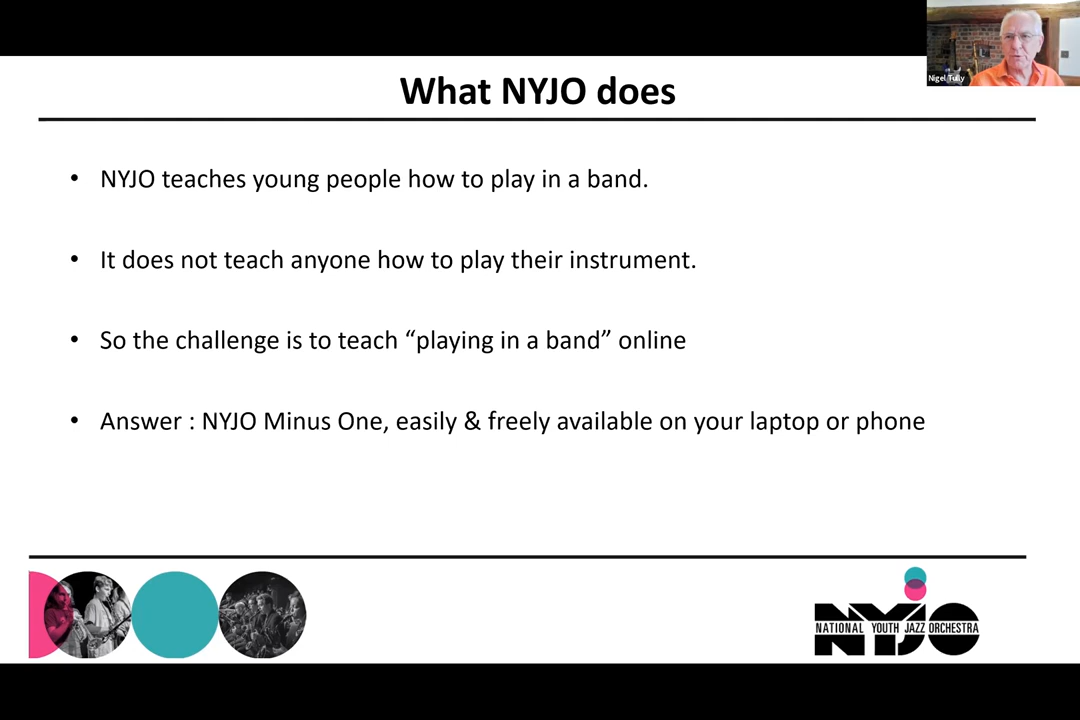 What NYJO does
Nigel Tully
• NYJO teaches young people how to play in a band.
• It does not teach anyone how to play their instrument.
• So the challenge is to teach “playing in a band” online
• Answer : NYJO Minus One, easily & freely available on your laptop or phone
NYJO
NATIONAL YOUTH JAZZ ORCHESTRA